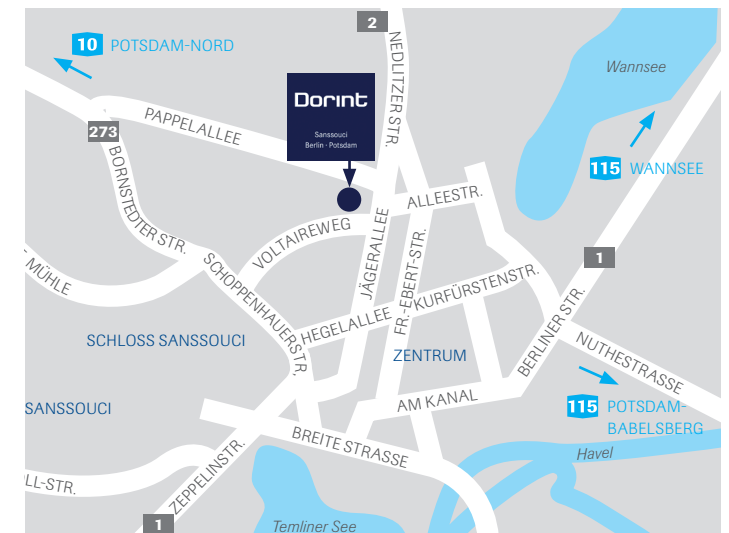 2
10 POTSDAM-NORD
NEDLITZER STR.
Wannsee
Dorint
Sanssouci
Berlin · Potsdam
PAPPELALLEE
273
BORNSTEDTER STR.
115 WANNSEE
ALLEESTR.
VOLTAIREWEG
JÄGERALLEE
FR.-EBERT-STR.
1
MÜHLE
SCHOPPENHAUERSTR.
HEGELALLEE
KURFÜRSTENSTR.
BERLINER STR.
SCHLOSS SANSSOUCI
ZENTRUM
NUTHESTRASSE
SANSSOUCI
AM KANAL
115 POTSDAM-
BABELSBERG
BREITE STRASSE
Havel
ZEPPELINSTR.
LL-STR.
1
Temliner See